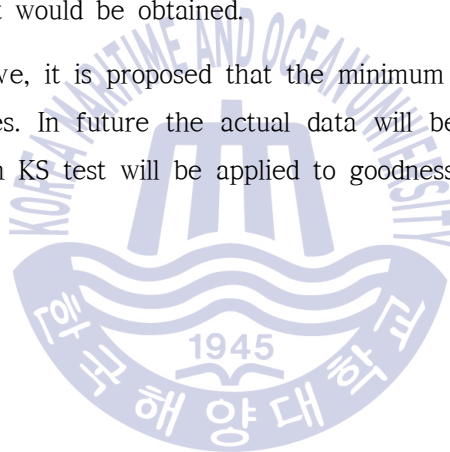 t would be obtained.
ve, it is proposed that the minimum
es. In future the actual data will be
n KS test will be applied to goodness
KOREA MARITIME AND OCEAN UNIVERSITY
1945
한국해양대학교